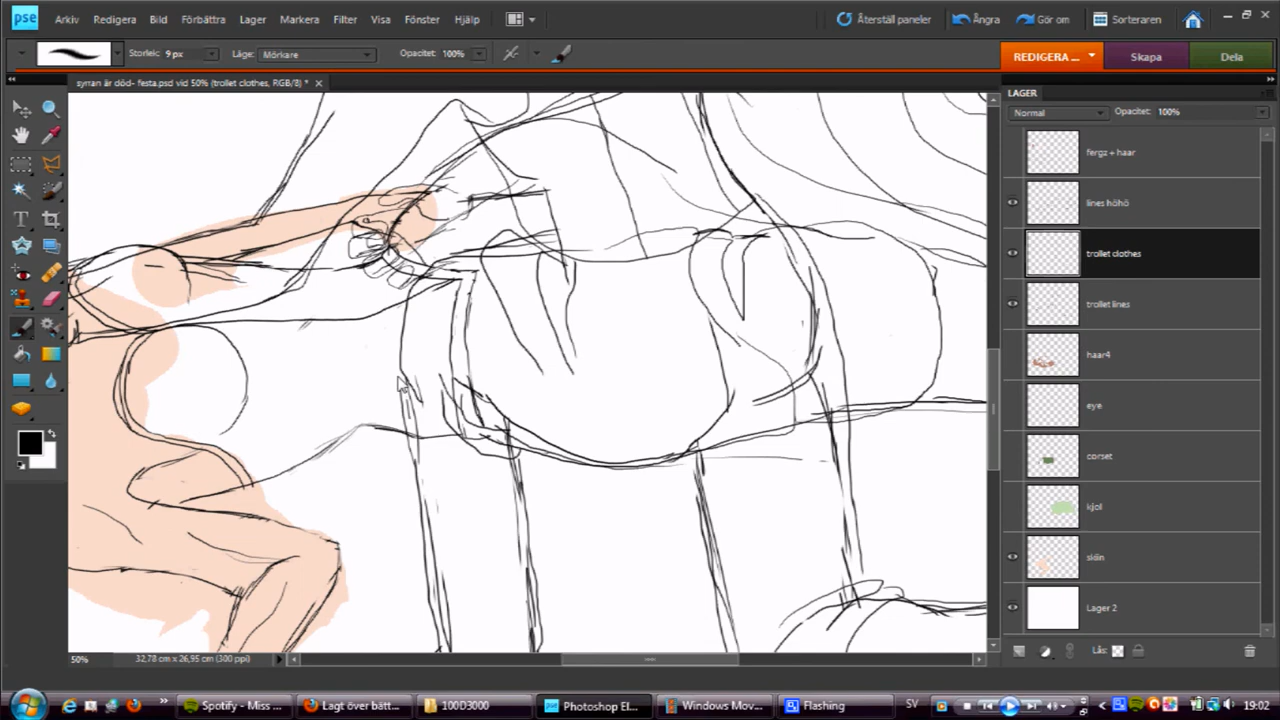 pse Arkiv Redigera Bild Förbättra Lager Markera Filter Visa Fönster Hjälp Återställ paneler Ångra Gör om Sorteraren
Storlek: 9 px Läge: Mörkare Opacitet: 100% REDIGERA ... Skapa Dela
syrran är död- festa.psd vid 50% (trollet clothes, RGB/8) *
LAGER
Normal Opacitet: 100%
fergz + haar
lines höhö
trollet clothes
trollet lines
haar4
eye
corset
kjol
skin
Lager 2
Lås:
50% 32,78 cm x 26,95 cm (300 ppi)
Spotify - Miss ... Lagt över bätt... 100D3000 Photoshop El... Windows Mov... Flashing SV 19:02